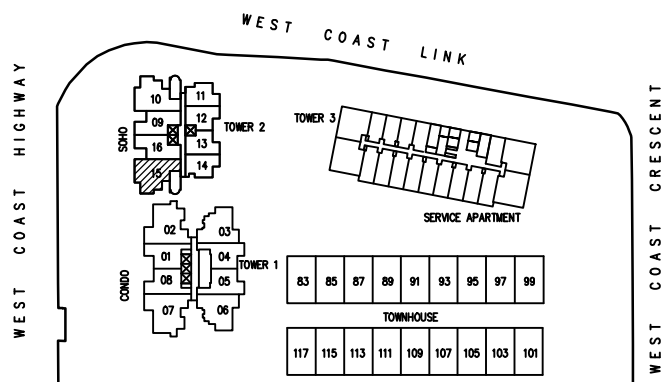 WEST COAST LINK
WEST COAST HIGHWAY
WEST COAST CRESCENT
SOHO
10
11
09
12
TOWER 2
16
13
15
14
TOWER 3
SERVICE APARTMENT
CONDO
02
03
01
04
TOWER 1
08
05
07
06
83 85 87 89 91 93 95 97 99
TOWNHOUSE
117 115 113 111 109 107 105 103 101